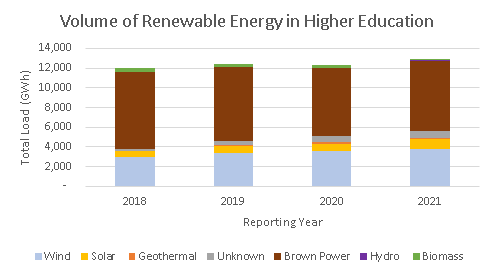 Volume of Renewable Energy in Higher Education
14,000
12,000
10,000
8,000
6,000
4,000
2,000
-
Total Load (GWh)
2018 2019 2020 2021
Reporting Year
Wind Solar Geothermal Unknown Brown Power Hydro Biomass